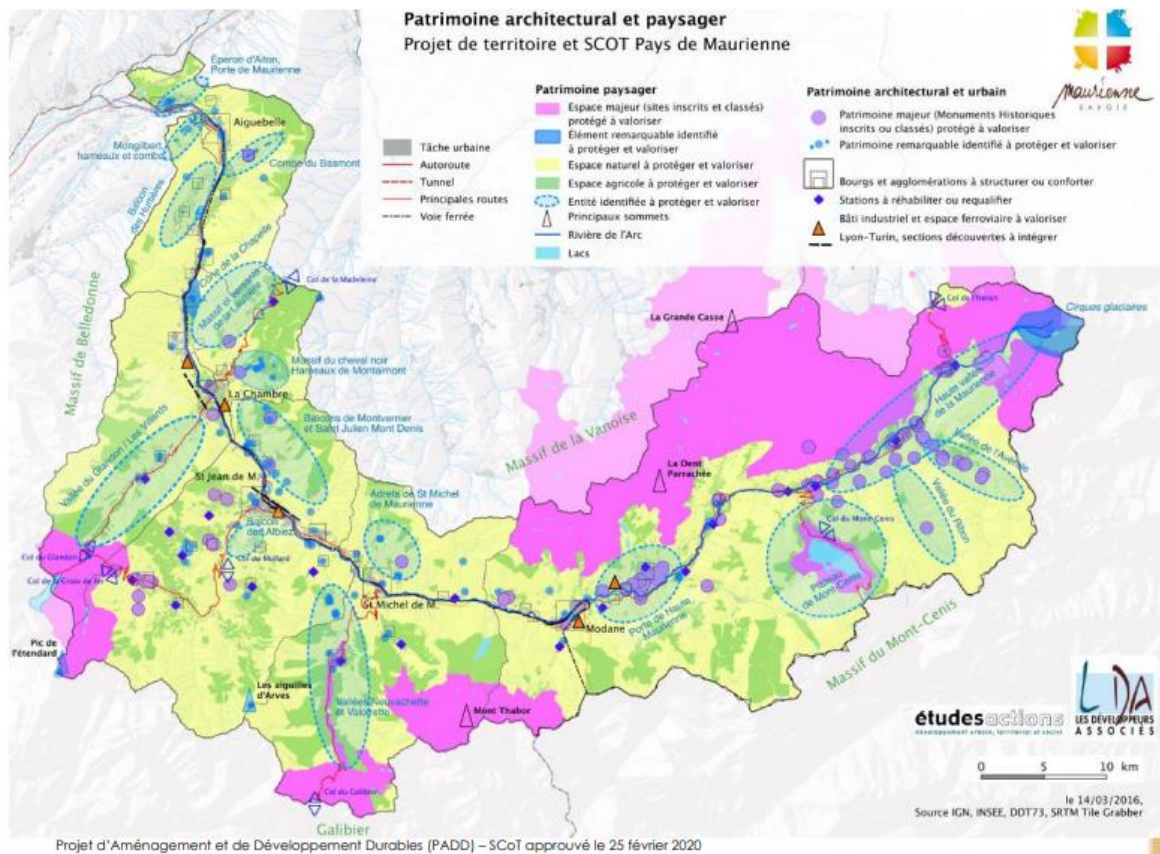 Patrimoine architectural et paysager
Projet de territoire et SCOT Pays de Maurienne
Maurienne
SAVOIE
Tâche urbaine
Autoroute
Tunnel
Principales routes
Voie ferrée
Patrimoine paysager
Espace majeur (sites inscrits et classés)
protégé à valoriser
Elément remarquable identifié
à protéger et valoriser
Espace naturel à protéger et valoriser
Espace agricole à protéger et valoriser
Entité identifiée à protéger et valoriser
Principaux sommets
Rivière de l'Arc
Lacs
Patrimoine architectural et urbain
Patrimoine majeur (Monuments Historiques
inscrits ou classés) protégé à valoriser
Patrimoine remarquable identifié à protéger et valoriser
Bourgs et agglomérations à structurer ou conforter
Stations à réhabiliter ou requalifier
Bâti industriel et espace ferroviaire à valoriser
Lyon-Turin, sections découvertes à intégrer
Eperon d'Aiton,
Porte de Maurienne
Aiguebelle
Montgilbert,
hameaux et combe
Combe du Basmont
Balcon
des Hurtières
Cône de la Chapelle
Col de la Madeleine
Massif de Belledonne
La Grande Casse
Col de l'Iseran
Cirques glaciaires
Massif du cheval noir
Hameaux de Montaimont
La Chambre
Balcons de Montvernier
et Saint Julien Mont Denis
Massif de la Vanoise
Haute vallée
de la Maurienne
Vallée du Glandon / Les Villards
La Dent
Parrachée
Vallée de l'Avérole
St Jean de M.
Adrets de St Michel
de Maurienne
Vallée du Ribon
Balcon
des Albiez
Col du Mont-Cenis
Col du Glandon
Col du Mollard
Col de la Croix de fer
Plateau
de Mont-Cenis
St Michel de M.
Modane
Porte de Haute
Maurienne
Massif du Mont-Cenis
Pic de
l'étendard
Les aiguilles
d'Arves
Vallées Neuvachette
et Valloirette
Mont Thabor
Col du Galibier
Galibier
études actions
développement urbain, territorial et social
LDA
LES DÉVELOPPEURS
ASSOCIÉS
0 5 10 km
le 14/03/2016,
Source IGN, INSEE, DDT73, SRTM Tile Grabber
Projet d'Aménagement et de Développement Durables (PADD) – SCoT approuvé le 25 février 2020